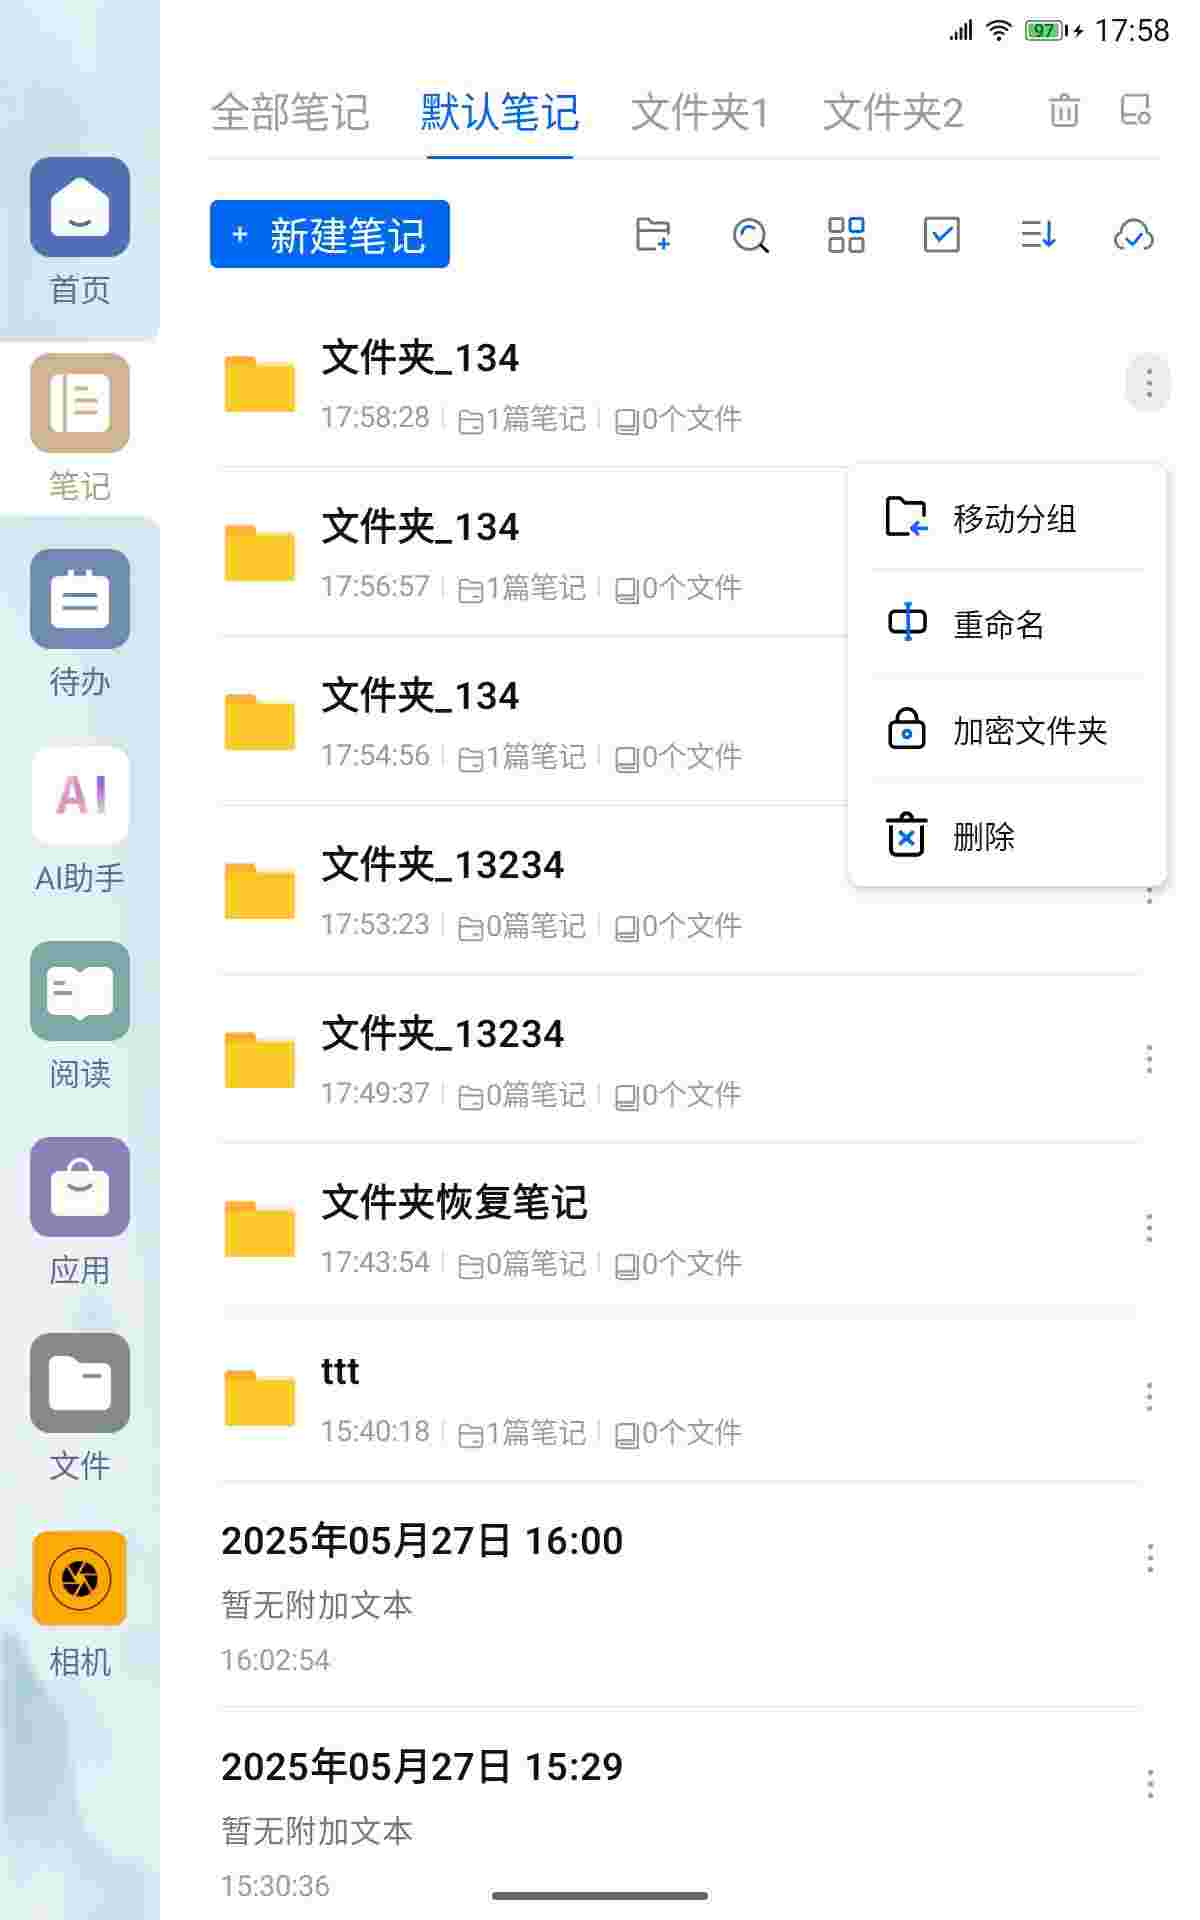 97 17:58
全部笔记 默认笔记 文件夹1 文件夹2
+ 新建笔记
首页
笔记
待办
AI
AI助手
阅读
应用
文件
相机
文件夹_134
17:58:28 1篇笔记 0个文件
文件夹_134
17:56:57 1篇笔记 0个文件
文件夹_134
17:54:56 1篇笔记 0个文件
文件夹_13234
17:53:23 0篇笔记 0个文件
文件夹_13234
17:49:37 0篇笔记 0个文件
文件夹恢复笔记
17:43:54 0篇笔记 0个文件
ttt
15:40:18 1篇笔记 0个文件
2025年05月27日 16:00
暂无附加文本
16:02:54
2025年05月27日 15:29
暂无附加文本
15:30:36
移动分组
重命名
加密文件夹
删除